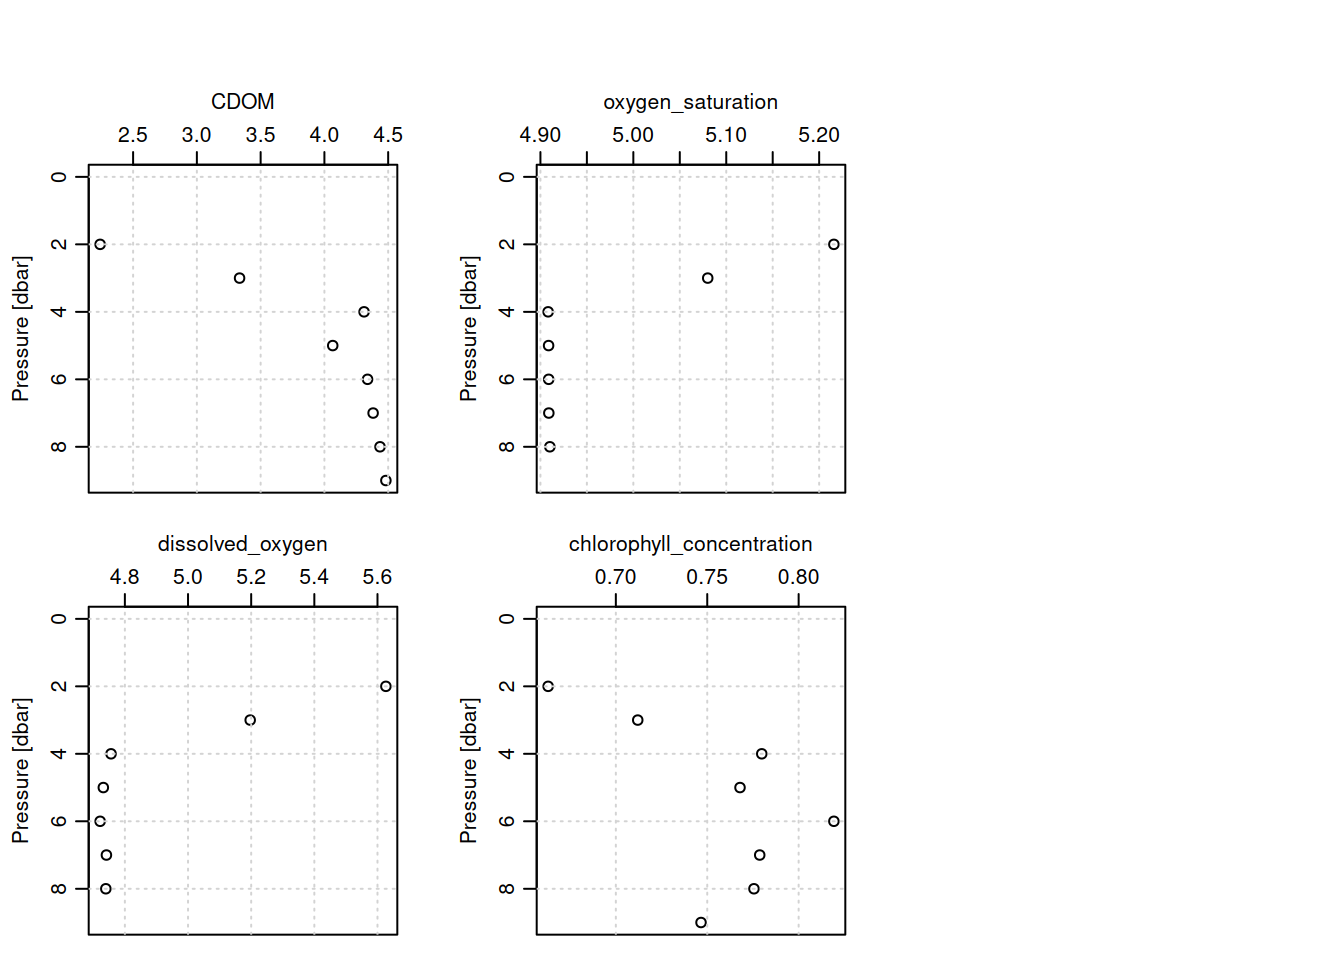 CDOM
2.5 3.0 3.5 4.0 4.5
Pressure [dbar]
0
2
4
6
8
oxygen_saturation
4.90 5.00 5.10 5.20
Pressure [dbar]
0
2
4
6
8
dissolved_oxygen
4.8 5.0 5.2 5.4 5.6
Pressure [dbar]
0
2
4
6
8
chlorophyll_concentration
0.70 0.75 0.80
Pressure [dbar]
0
2
4
6
8